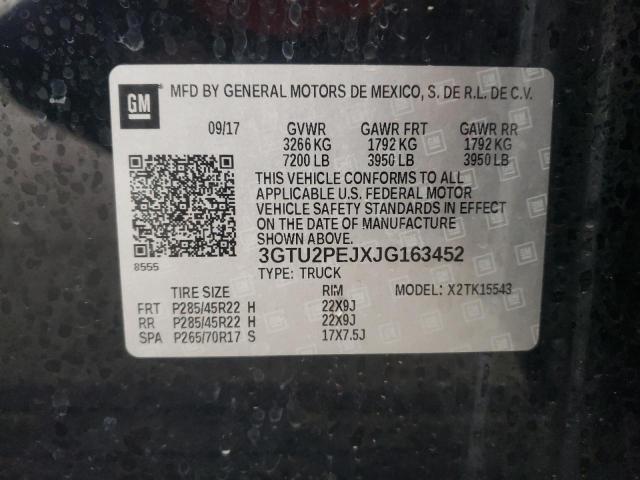 GM
MFD BY GENERAL MOTORS DE MEXICO, S. DE R.L. DE C.V.
09/17 GVWR GAWR FRT GAWR RR
3266 KG 1792 KG 1792 KG
7200 LB 3950 LB 3950 LB
THIS VEHICLE CONFORMS TO ALL
APPLICABLE U.S. FEDERAL MOTOR
VEHICLE SAFETY STANDARDS IN EFFECT
ON THE DATE OF MANUFACTURE
SHOWN ABOVE.
8555
3GTU2PEJXJG163452
TYPE: TRUCK
TIRE SIZE RIM MODEL: X2TK15543
FRT P285/45R22 H 22X9J
RR P285/45R22 H 22X9J
SPA P265/70R17 S 17X7.5J